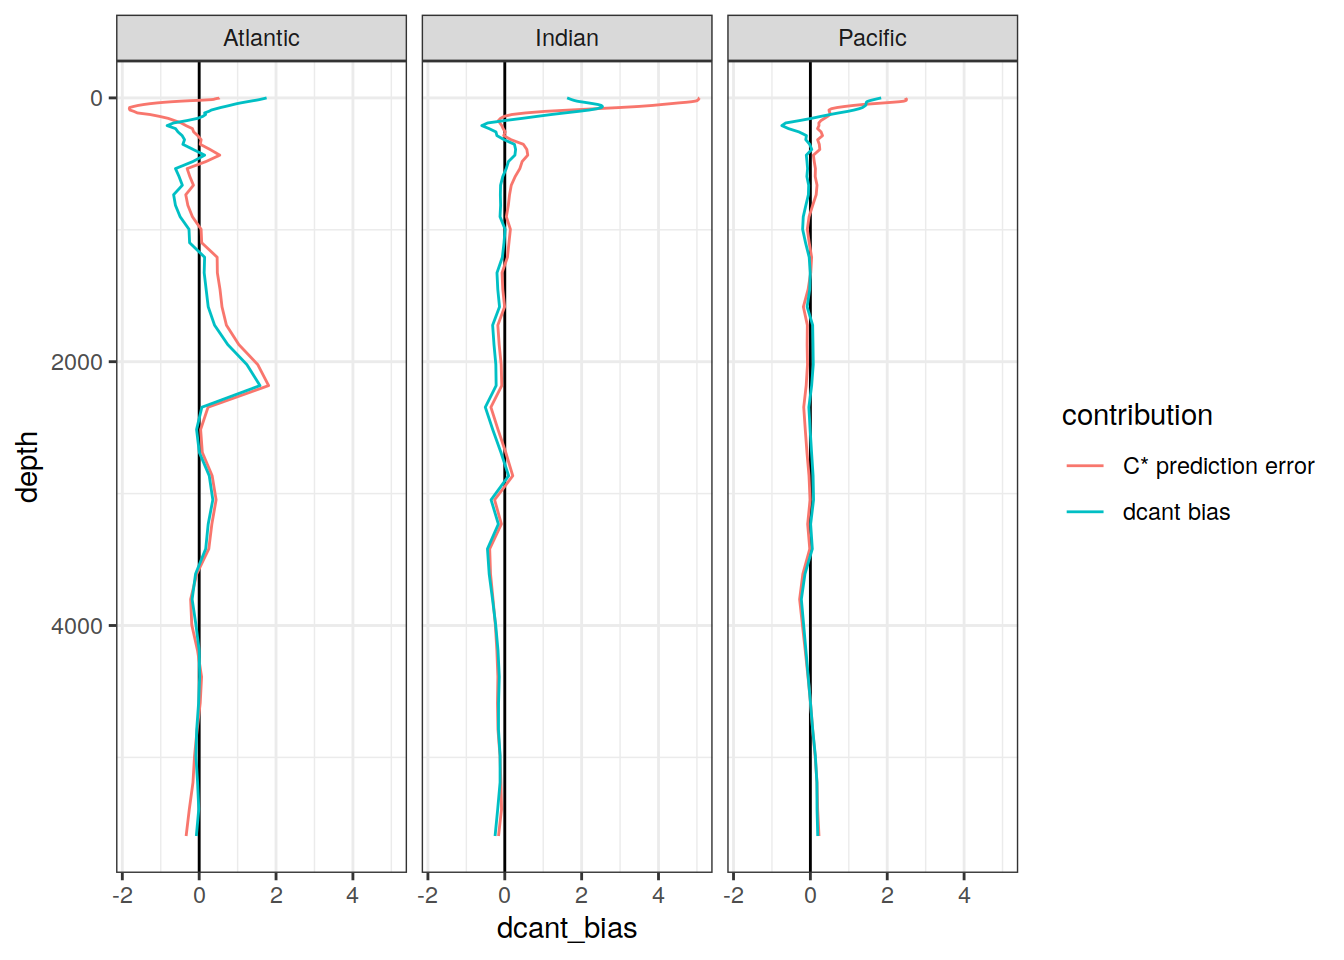 Atlantic
Indian
Pacific
0
2000
4000
depth
-2 0 2 4
-2 0 2 4
-2 0 2 4
dcant_bias
contribution
C* prediction error
dcant bias